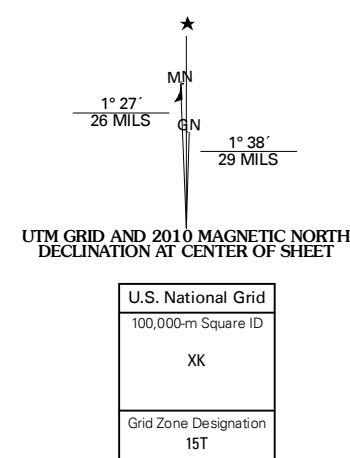 MN
1° 27´
26 MILS
GN
1° 38´
29 MILS
UTM GRID AND 2010 MAGNETIC NORTH
DECLINATION AT CENTER OF SHEET
U.S. National Grid
100,000-m Square ID
XK
Grid Zone Designation
15T